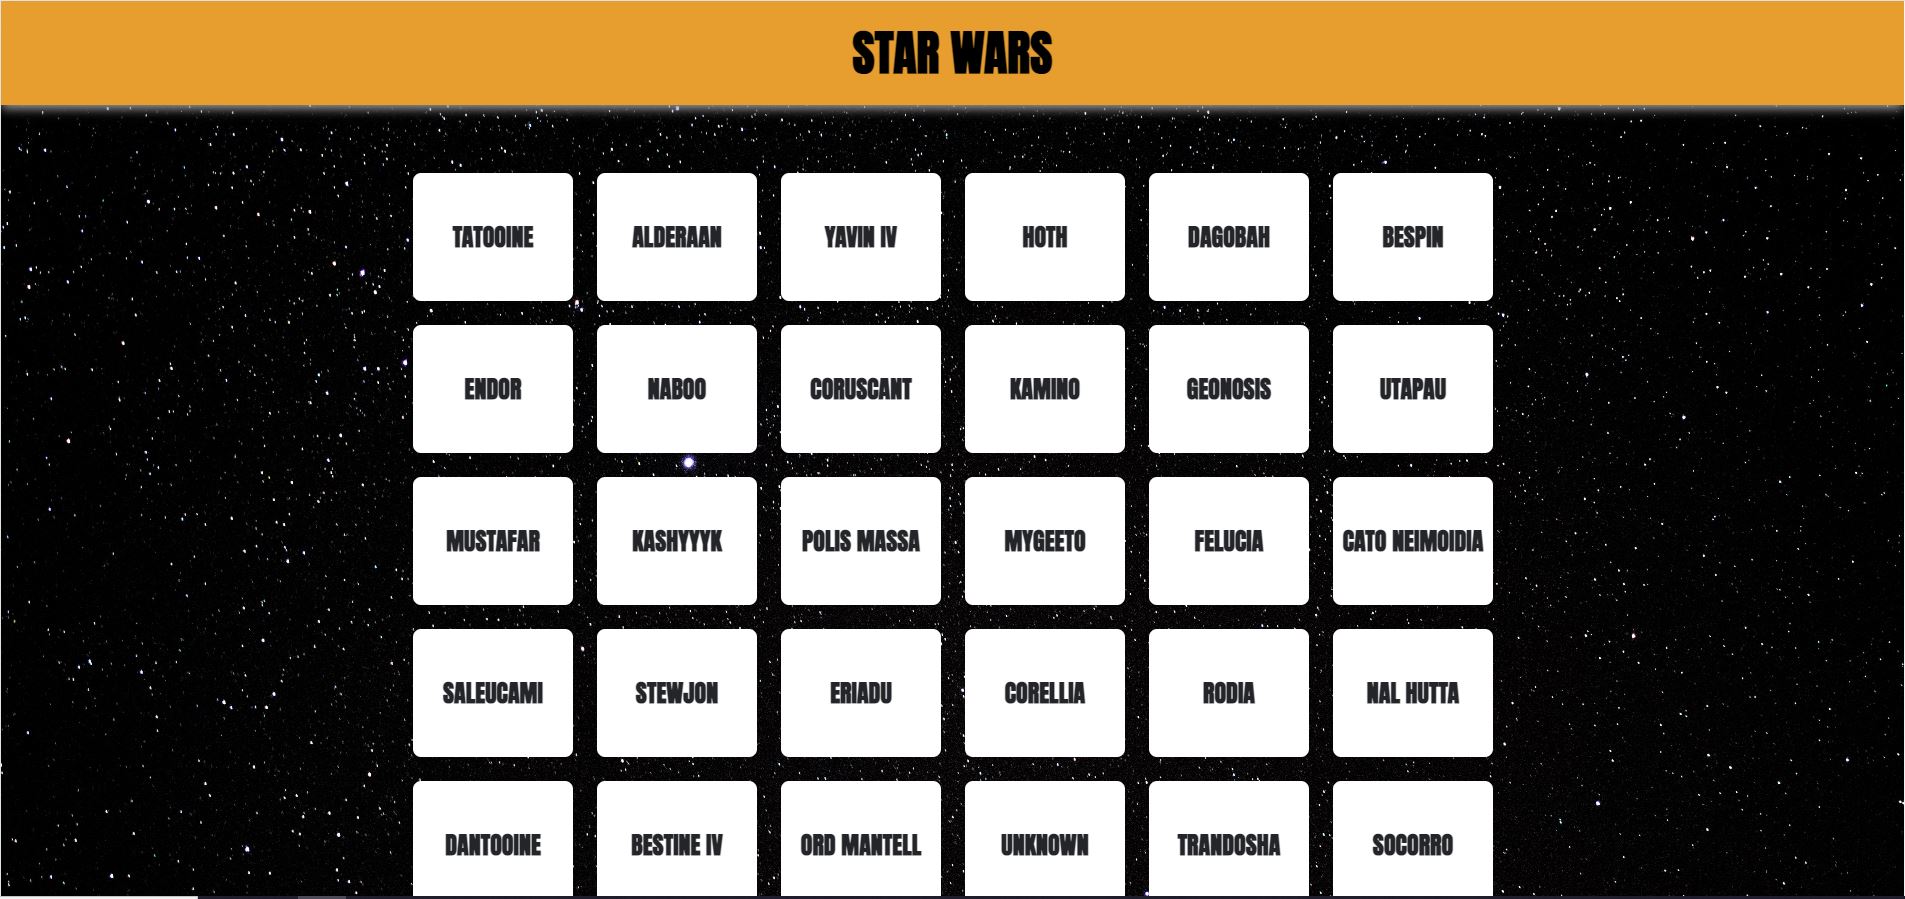 STAR WARS
TATOOINE ALDERAAN YAVIN IV HOTH DAGOBAH BESPIN
ENDOR NABOO CORUSCANT KAMINO GEONOSIS UTAPAU
MUSTAFAR KASHYYYK POLIS MASSA MYGEETO FELUCIA CATO NEIMOIDIA
SALEUCAMI STEWJON ERIADU CORELLIA RODIA NAL HUTTA
DANTOOINE BESTINE IV ORD MANTELL UNKNOWN TRANDOSHA SOCORRO